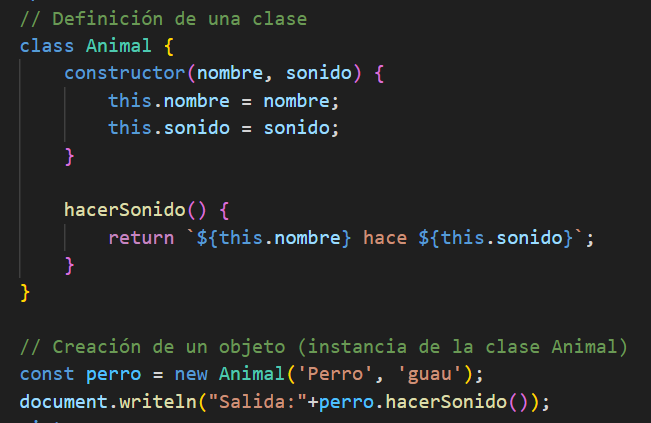 // Definición de una clase
class Animal {
    constructor(nombre, sonido) {
        this.nombre = nombre;
        this.sonido = sonido;
    }

    hacerSonido() {
        return `${this.nombre} hace ${this.sonido}`;
    }
}

// Creación de un objeto (instancia de la clase Animal)
const perro = new Animal('Perro', 'guau');
document.writeln("Salida:"+perro.hacerSonido());